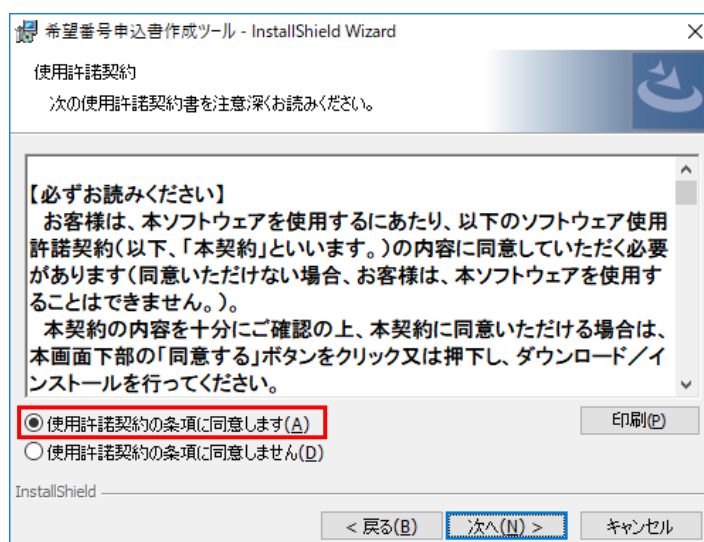 希望番号申込書作成ツール - InstallShield Wizard
使用許諾契約
次の使用許諾契約書を注意深くお読みください。
【必ずお読みください】
お客様は、本ソフトウェアを使用するにあたり、以下のソフトウェア使用
許諾契約(以下、「本契約」といいます。)の内容に同意していただく必要
があります(同意いただけない場合、お客様は、本ソフトウェアを使用す
ることはできません。)。
本契約の内容を十分にご確認の上、本契約に同意いただける場合は、
本画面下部の「同意する」ボタンをクリック又は押下し、ダウンロード/イ
ンストールを行ってください。
使用許諾契約の条項に同意します(A)
印刷(P)
使用許諾契約の条項に同意しません(D)
InstallShield
< 戻る(B) 次へ(N) > キャンセル